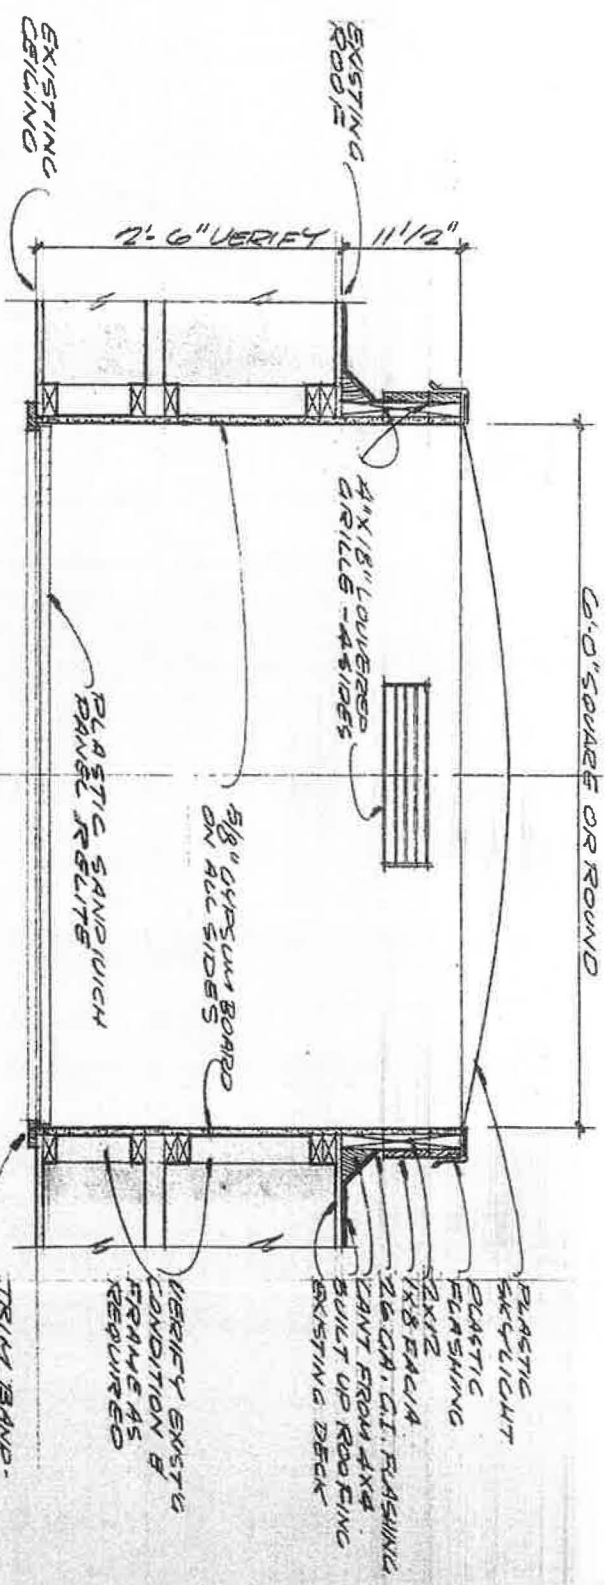 6'-0" SQUARE OR ROUND
PLASTIC
SKYLIGHT
PLASTIC
FLASHING
2X12
1X8 FACIA
26 GA. G.I. FLASHING
CANT FROM 4X4
BUILT UP ROOFING
EXISTING DECK
11 1/2"
2'-6" VERIFY
EXISTING
ROOF
EXISTING
CEILING
4"X18" LOUVERED
GRILLE - 4 SIDES
5/8" GYPSUM BOARD
ON ALL SIDES
PLASTIC SANDWICH
PANEL RELITE
VERIFY EXIST'G
CONDITION &
FRAME AS
REQUIRED
TRIM BAND-